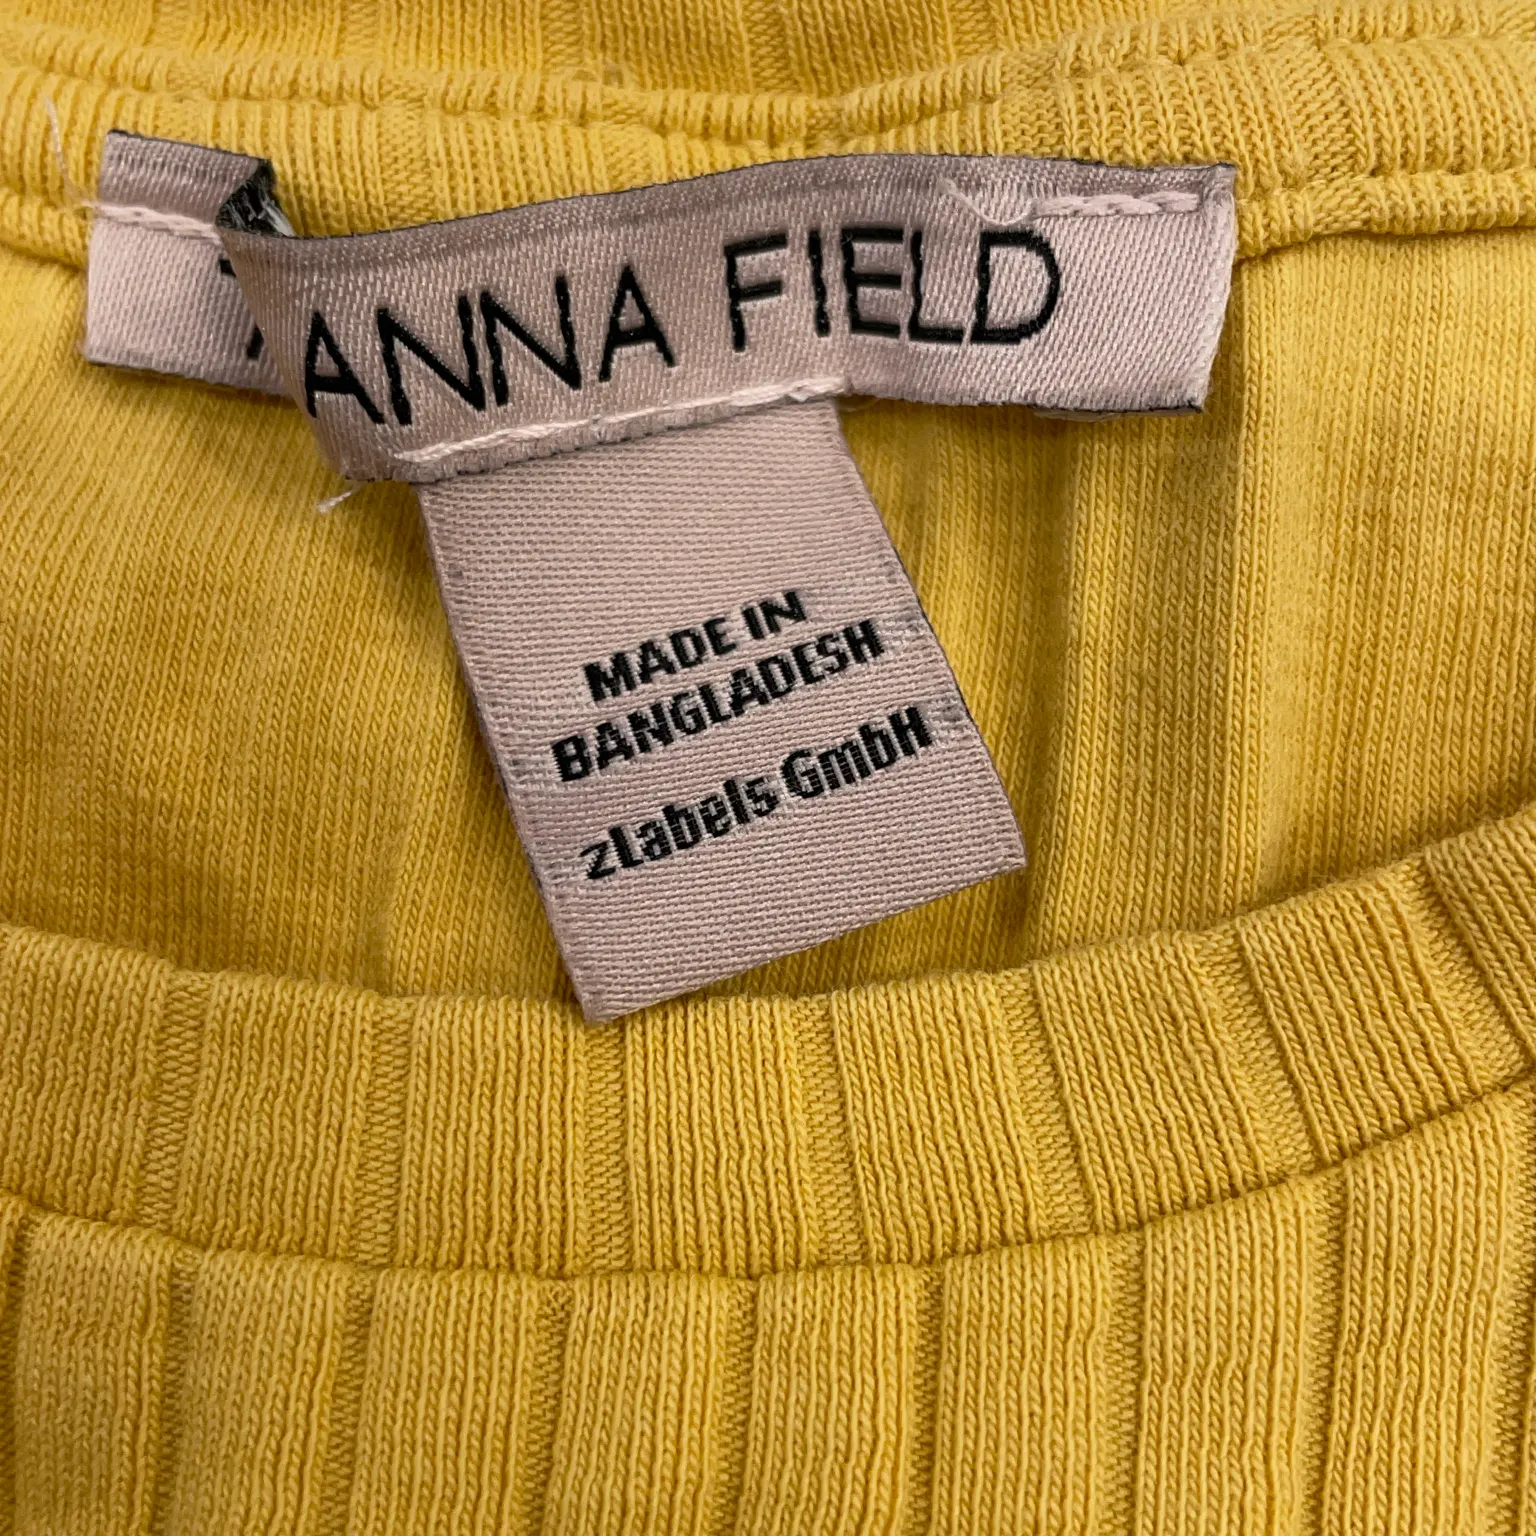 ANNA FIELD
MADE IN
BANGLADESH
zLabels GmbH